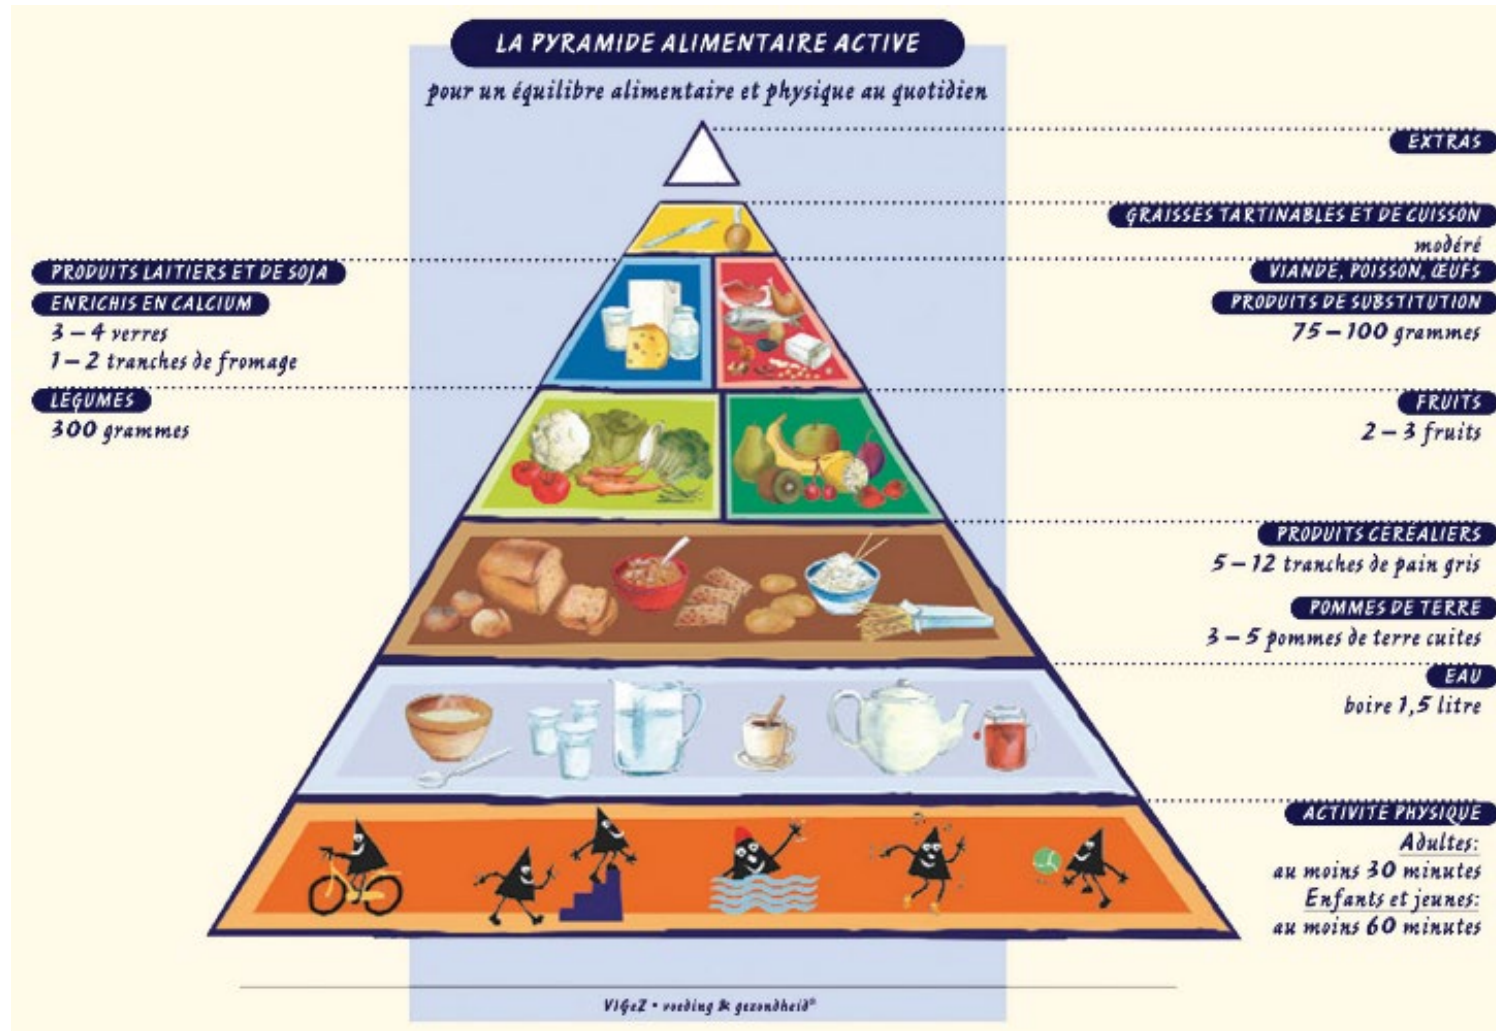 LA PYRAMIDE ALIMENTAIRE ACTIVE
pour un équilibre alimentaire et physique au quotidien
EXTRAS
GRAISSES TARTINABLES ET DE CUISSON
modéré
PRODUITS LAITIERS ET DE SOJA
ENRICHIS EN CALCIUM
3 – 4 verres
1 – 2 tranches de fromage
VIANDE, POISSON, ŒUFS
PRODUITS DE SUBSTITUTION
75 – 100 grammes
LÉGUMES
300 grammes
FRUITS
2 – 3 fruits
PRODUITS CÉRÉALIERS
5 – 12 tranches de pain gris
POMMES DE TERRE
3 – 5 pommes de terre cuites
EAU
boire 1,5 litre
ACTIVITÉ PHYSIQUE
Adultes:
au moins 30 minutes
Enfants et jeunes:
au moins 60 minutes
VIGeZ • voeding & gezondheid®